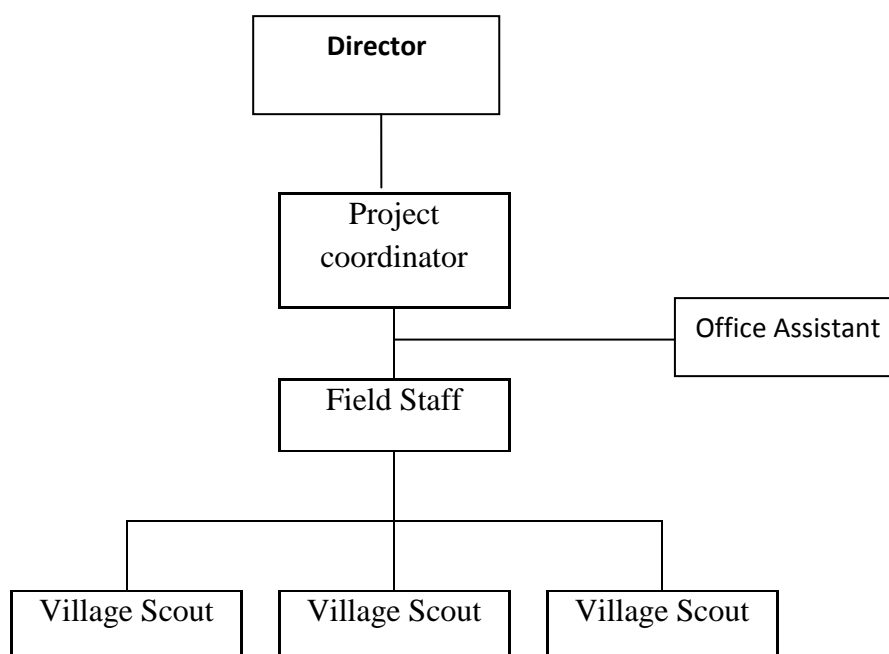 Director
Project
coordinator
Office Assistant
Field Staff
Village Scout
Village Scout
Village Scout